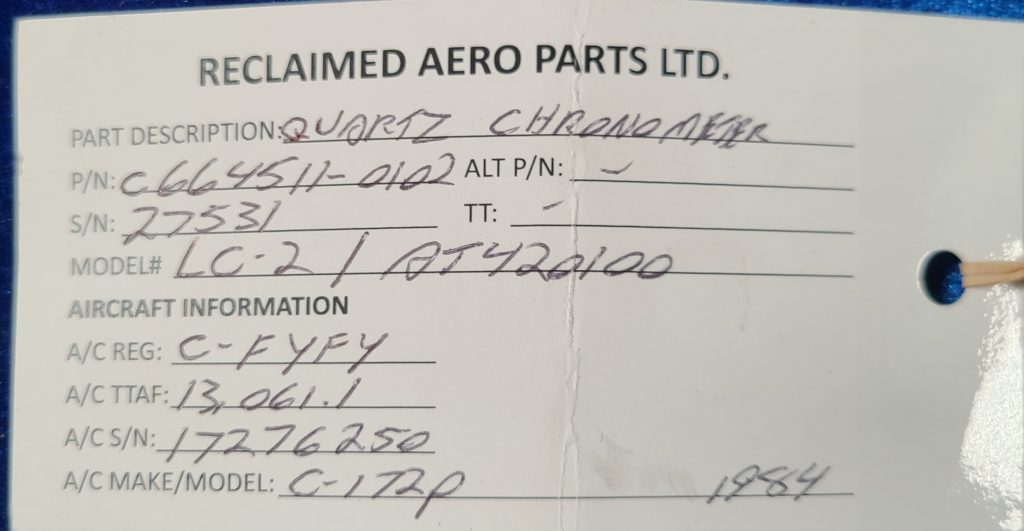 RECLAIMED AERO PARTS LTD.
PART DESCRIPTION: QUARTZ CHRONOMETER
P/N: C664511-0102 ALT P/N: -
S/N: 27531 TT: -
MODEL# LC-2 / AT420100
AIRCRAFT INFORMATION
A/C REG: C-FYFY
A/C TTAF: 13,061.1
A/C S/N: 17276250
A/C MAKE/MODEL: C-172P 1984